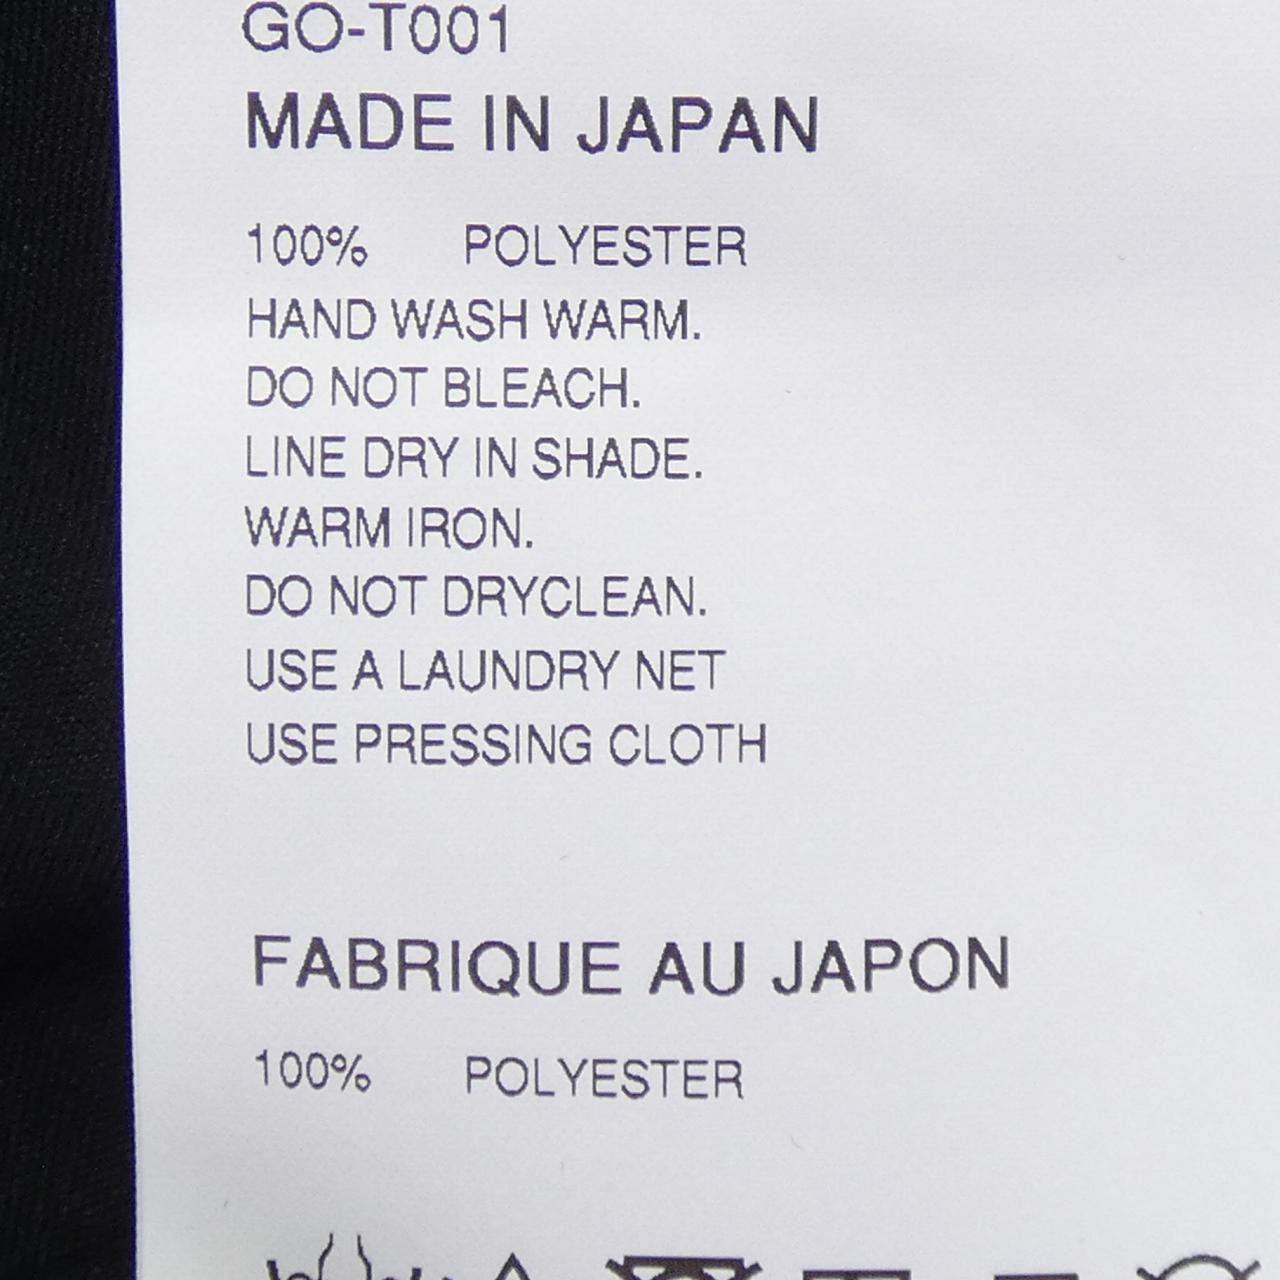 GO-T001
MADE IN JAPAN
100% POLYESTER
HAND WASH WARM.
DO NOT BLEACH.
LINE DRY IN SHADE.
WARM IRON.
DO NOT DRYCLEAN.
USE A LAUNDRY NET
USE PRESSING CLOTH
FABRIQUE AU JAPON
100% POLYESTER